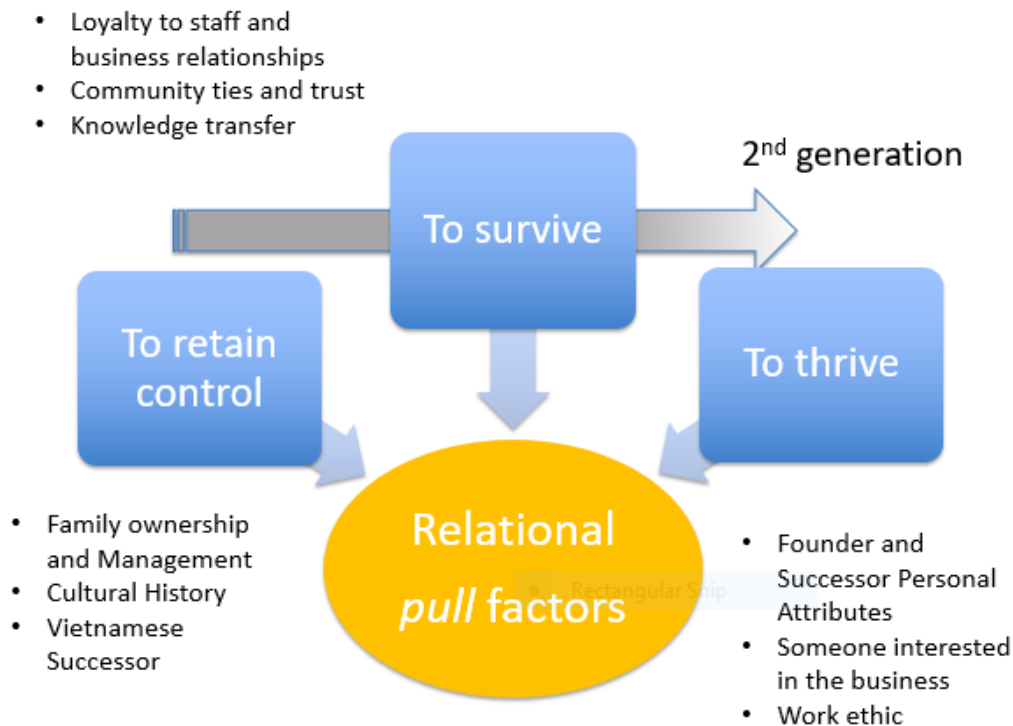 • Loyalty to staff and
business relationships
• Community ties and trust
• Knowledge transfer
2nd generation
To survive
To retain
control
To thrive
Relational
pull factors
• Rectangular Snip
• Family ownership
and Management
• Cultural History
• Vietnamese
Successor
• Founder and
Successor Personal
Attributes
• Someone interested
in the business
• Work ethic